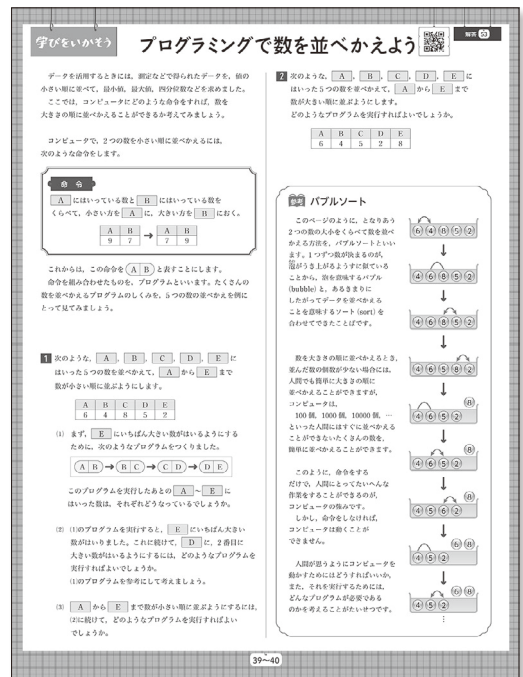 学びをいかそう
プログラミングで数を並べかえよう
解答 53
データを活用するときには，測定などで得られたデータを，値の
小さい順に並べて，最小値，最大値，四分位数などを求めました。
ここでは，コンピュータにどのような命令をすれば，数を
大きさの順に並べかえることができるか考えてみましょう。
コンピュータで，2つの数を小さい順に並べかえるには，
次のような命令をします。
命令
A にはいっている数と B にはいっている数を
くらべて，小さい方を A に，大きい方を B におく。
A B A B
9 7 → 7 9
これからは，この命令を A B と表すことにします。
命令を組み合わせたものを，プログラムといいます。たくさんの
数を並べかえるプログラムのしくみを，5つの数の並べかえを例に
とって見てみましょう。
1 次のような， A ， B ， C ， D ， E に
はいった5つの数を並べかえて， A から E まで
数が小さい順に並ぶようにします。
A B C D E
6 4 8 5 2
(1) まず， E にいちばん大きい数がはいるようにする
ために，次のようなプログラムをつくりました。
A B → B C → C D → D E
このプログラムを実行したあとの A ～ E に
はいった数は，それぞれどうなっているでしょうか。
(2) (1)のプログラムを実行すると， E にいちばん大きい
数がはいりました。これに続けて， D に，2番目に
大きい数がはいるようにするには，どのようなプログラムを
実行すればよいでしょうか。
(1)のプログラムを参考にして考えましょう。
(3) A から E まで数が小さい順に並ぶようにするには，
(2)に続けて，どのようなプログラムを実行すればよい
でしょうか。
2 次のような， A ， B ， C ， D ， E に
はいった5つの数を並べかえて， A から E まで
数が大きい順に並ぶようにします。
どのようなプログラムを実行すればよいでしょうか。
A B C D E
6 4 5 2 8
参考 バブルソート
このページのように，となりあう
2つの数の大小をくらべて数を並べ
かえる方法を，バブルソートといい
ます。1つずつ数が決まるのが，
泡がうき上がるようすに似ている
ことから，泡を意味するバブル
(bubble)と，あるきまりに
したがってデータを並べかえる
ことを意味するソート(sort)を
合わせてできたことばです。
数を大きさの順に並べかえるとき，
並んだ数の個数が少ない場合には，
人間でも簡単に大きさの順に
並べかえることができますが，
コンピュータは，
100個，1000個，10000個，…
といった人間にはすぐに並べかえる
ことができないたくさんの数を，
簡単に並べかえることができます。
このように，命令をする
だけで，人間にとってたいへんな
作業をすることができるのが，
コンピュータの強みです。
しかし，命令をしなければ，
コンピュータは動くことが
できません。
人間が思うようにコンピュータを
動かすためにはどうすればいいか，
また，それを実行するためには，
どんなプログラムが必要である
のかを考えることがたいせつです。
6 4 8 5 2
↓
4 6 8 5 2
↓
4 6 8 5 2
↓
4 6 5 8 2
↓
8
4 6 5 2
↓
8
4 6 5 2
↓
8
4 5 6 2
↓
6 8
4 5 2
↓
6 8
4 5 2
⋮
39～40